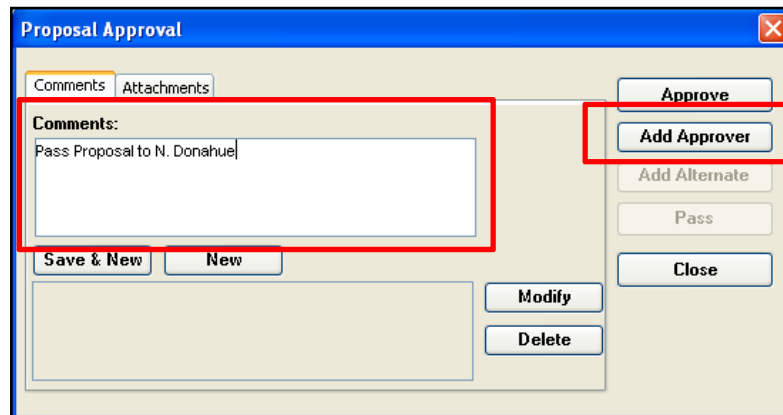 Proposal Approval
Comments
Attachments
Comments:
Pass Proposal to N. Donahue
Save & New
New
Modify
Delete
Approve
Add Approver
Add Alternate
Pass
Close